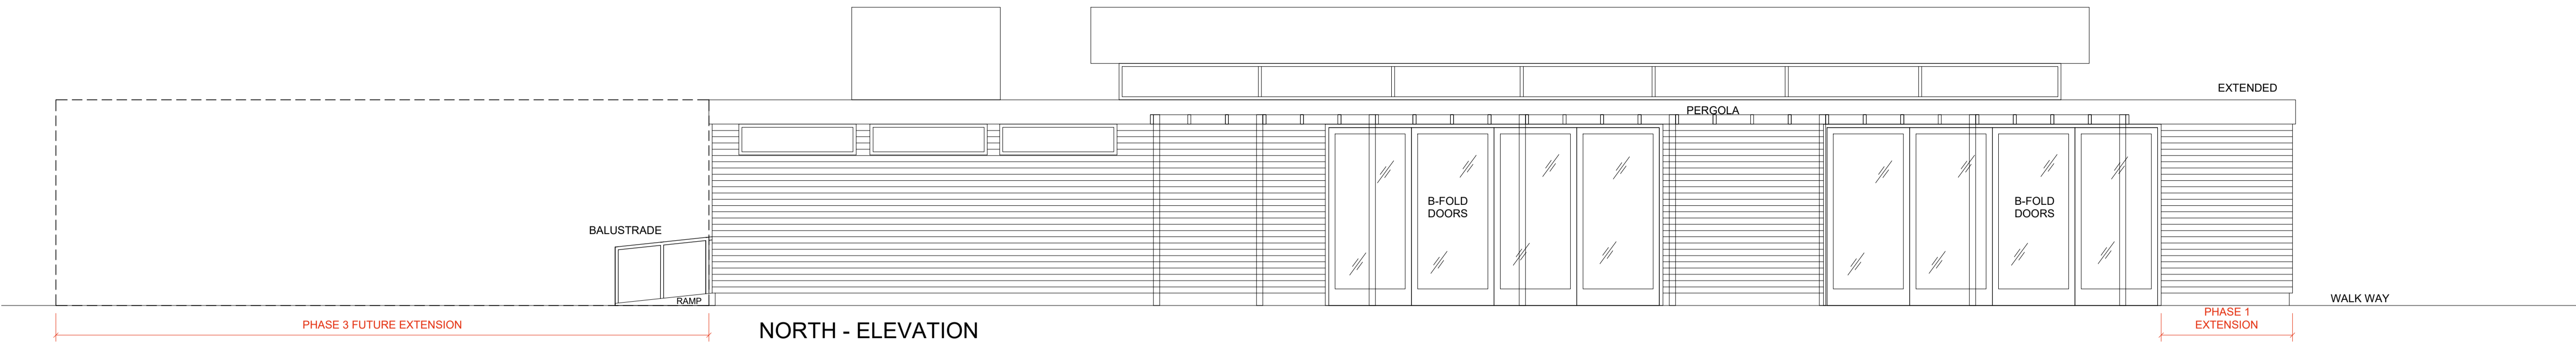 EXTENDED
PERGOLA
B-FOLD
DOORS
B-FOLD
DOORS
BALUSTRADE
RAMP
WALK WAY
PHASE 3 FUTURE EXTENSION
NORTH - ELEVATION
PHASE 1
EXTENSION